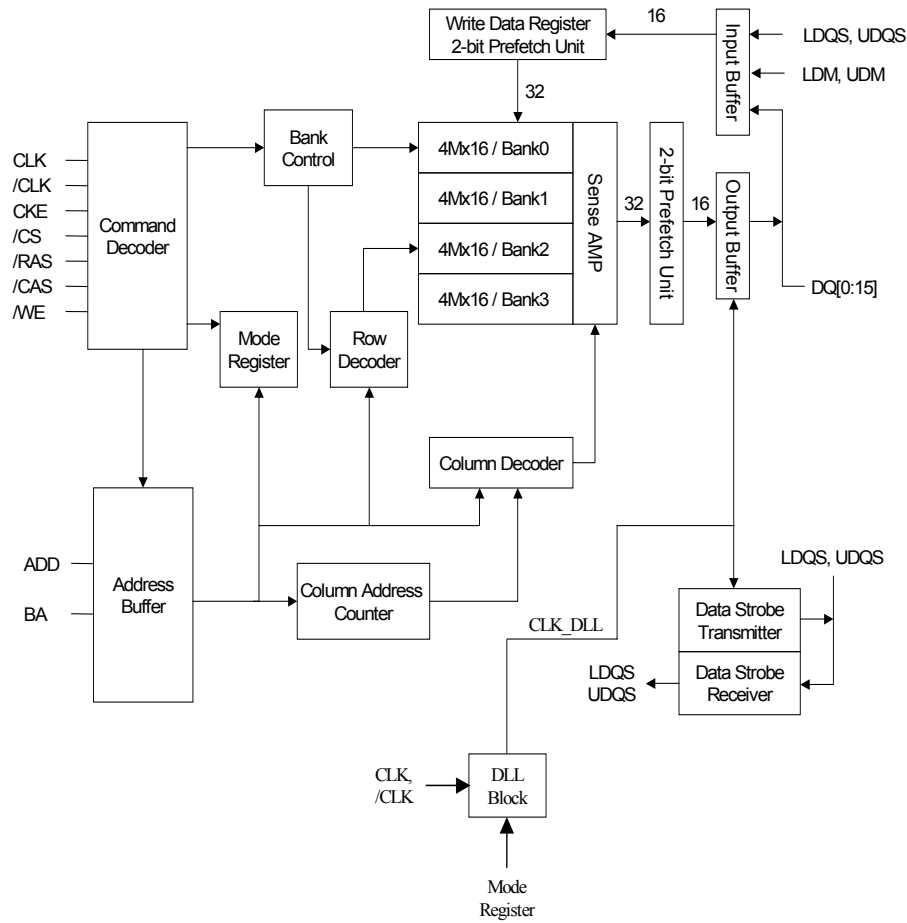 Write Data Register
2-bit Prefetch Unit
16
Input Buffer
LDQS, UDQS
LDM, UDM
32
Bank
Control
4Mx16 / Bank0
4Mx16 / Bank1
4Mx16 / Bank2
4Mx16 / Bank3
Sense AMP
32
2-bit Prefetch Unit
16
Output Buffer
DQ[0:15]
CLK
/CLK
CKE
/CS
/RAS
/CAS
/WE
Command
Decoder
Mode
Register
Row
Decoder
Column Decoder
ADD
BA
Address
Buffer
Column Address
Counter
CLK_DLL
LDQS, UDQS
Data Strobe
Transmitter
Data Strobe
Receiver
LDQS
UDQS
CLK,
/CLK
DLL
Block
Mode
Register